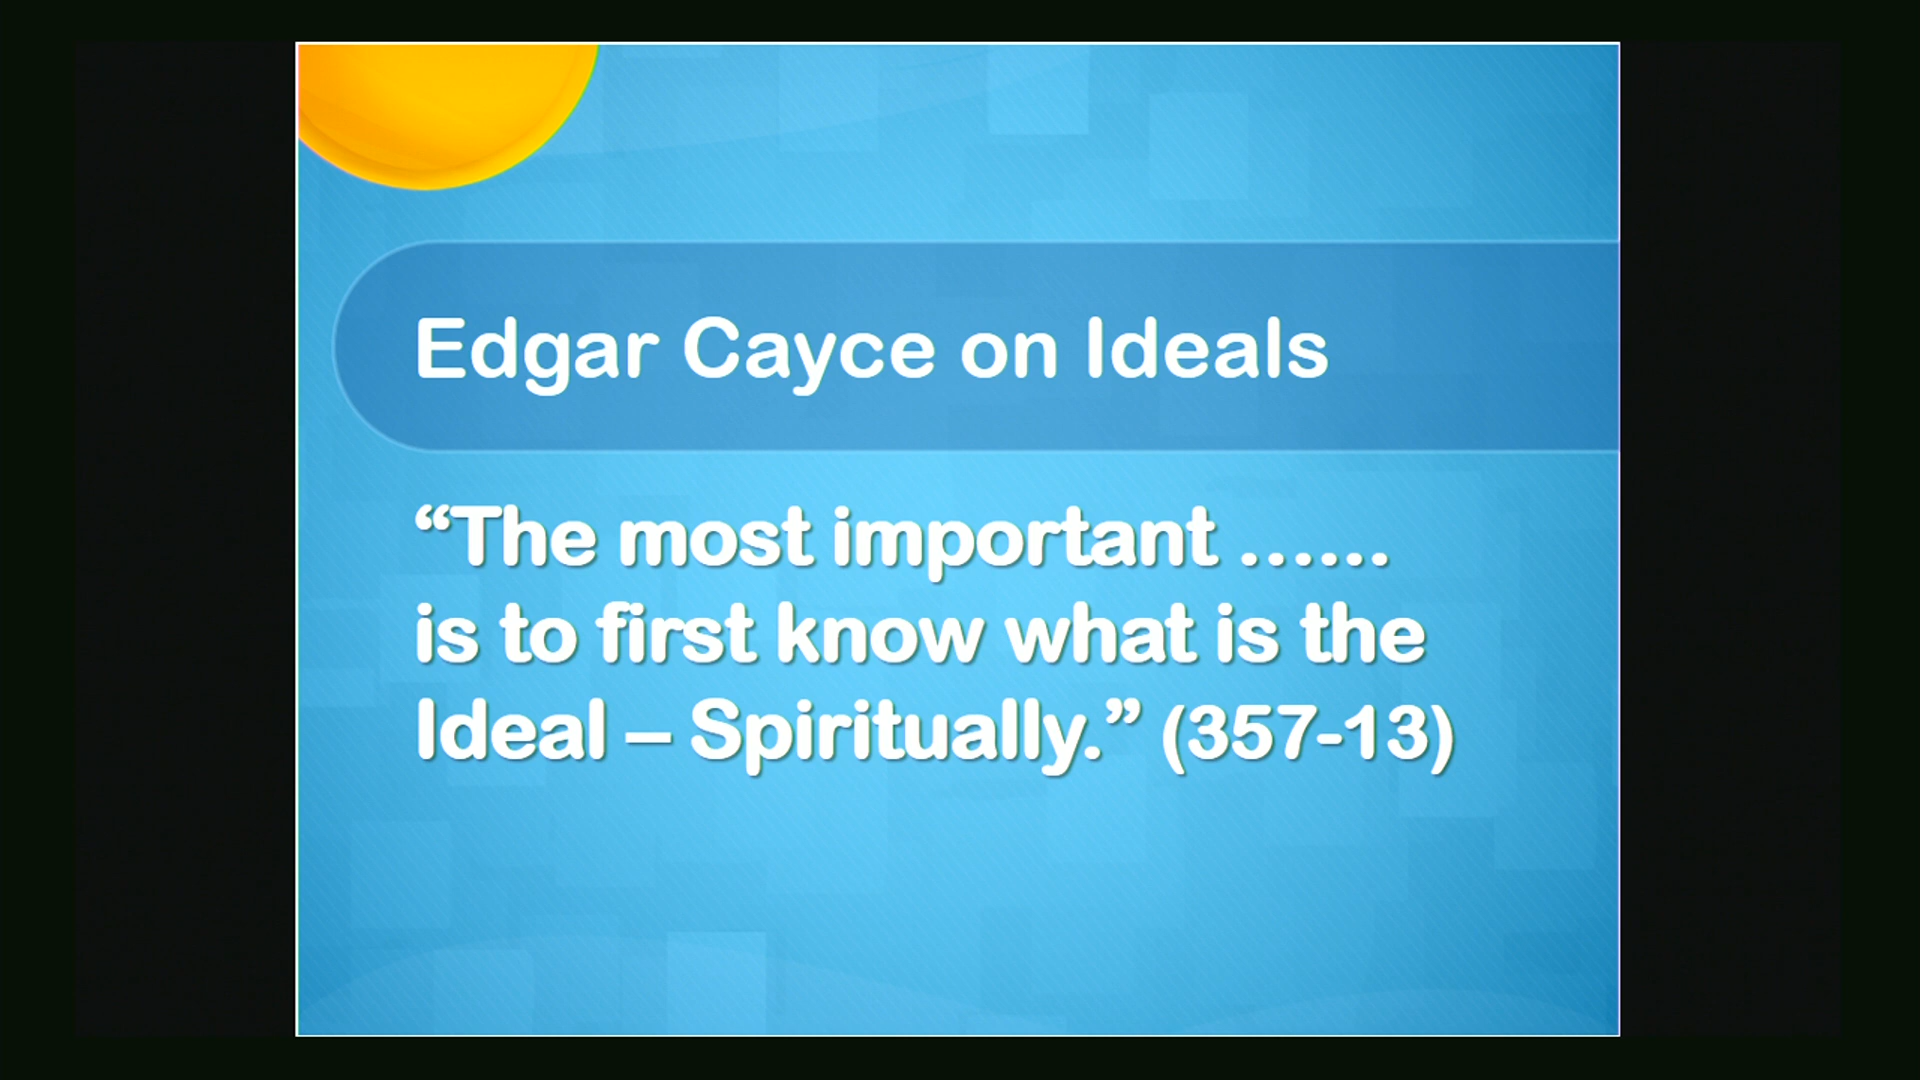 Edgar Cayce on Ideals
“The most important ……
is to first know what is the
Ideal – Spiritually.” (357-13)